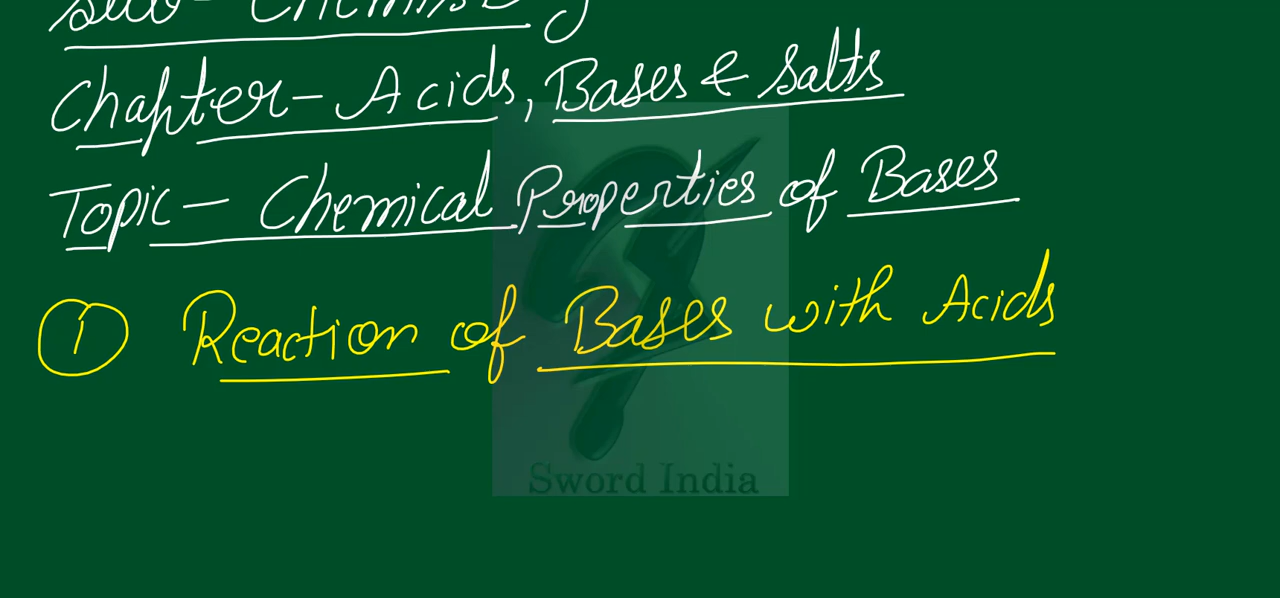 Chapter- Acids, Bases & Salts
Topic- Chemical Properties of Bases
1 Reaction of Bases with Acids
Sword India